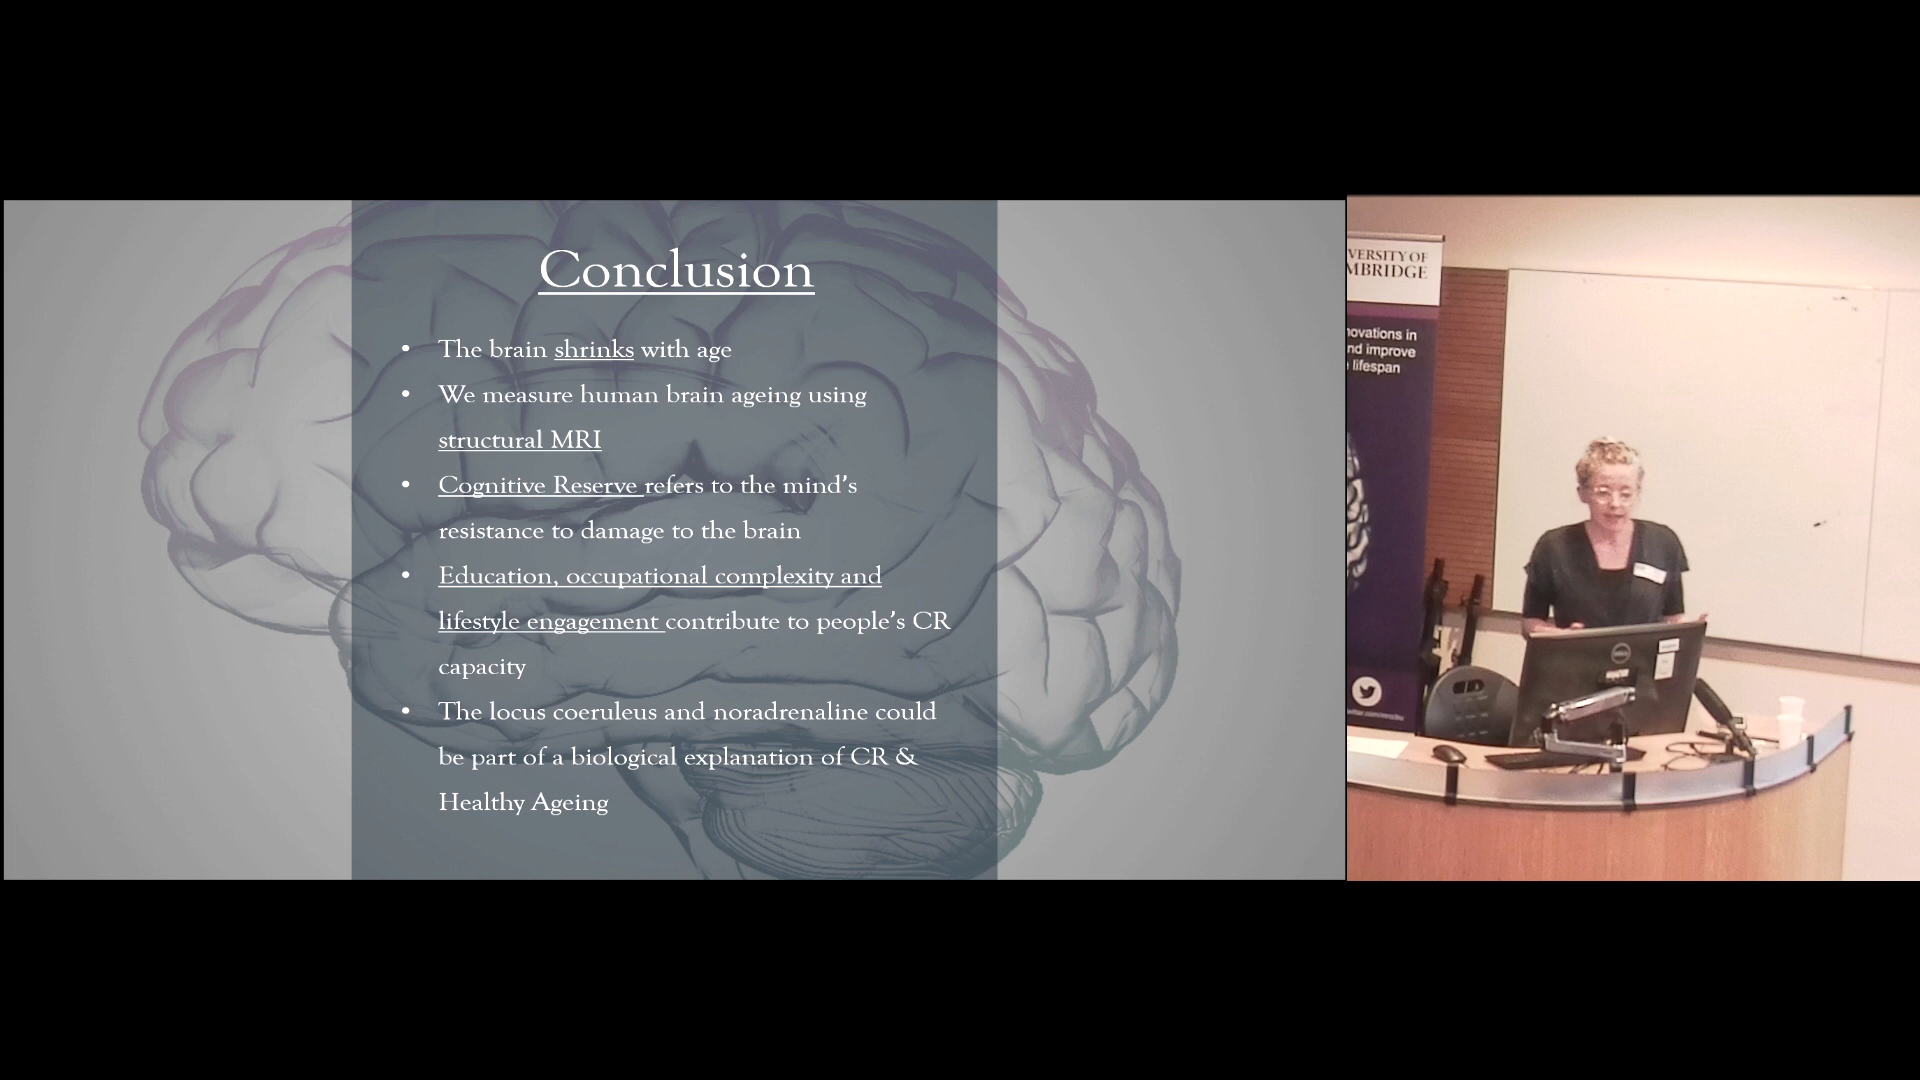 Conclusion
• The brain shrinks with age
• We measure human brain ageing using
structural MRI
• Cognitive Reserve refers to the mind's
resistance to damage to the brain
• Education, occupational complexity and
lifestyle engagement contribute to people's CR
capacity
• The locus coeruleus and noradrenaline could
be part of a biological explanation of CR &
Healthy Ageing
VERSITY OF
MBRIDGE
novations in
nd improve
lifespan
DELL